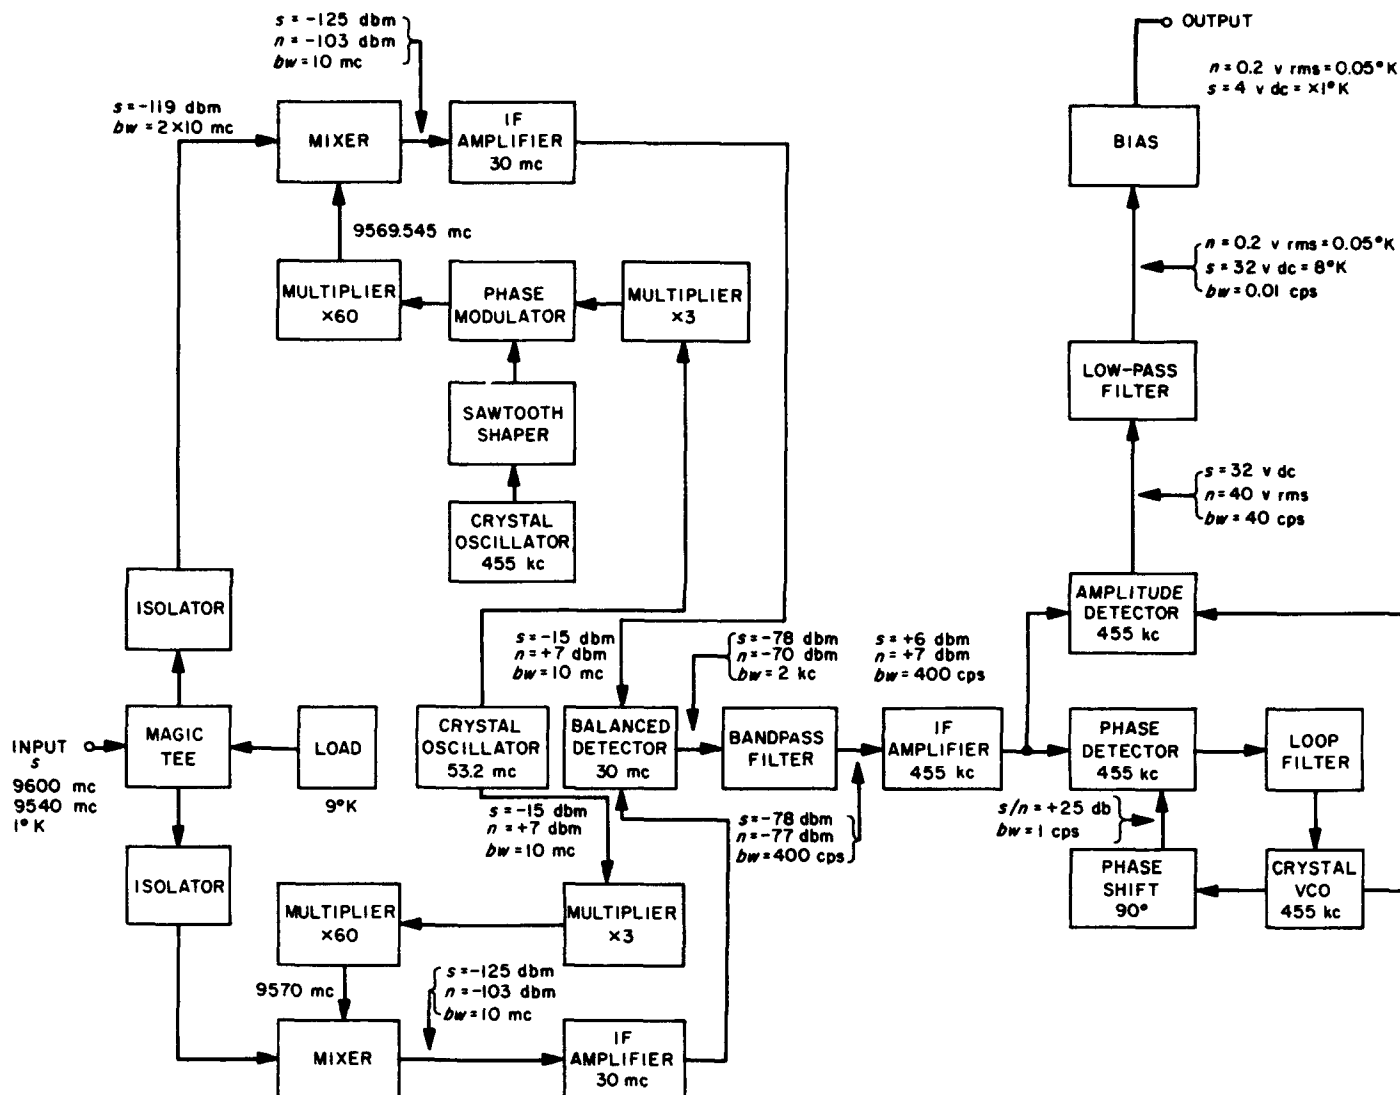 s = -125 dbm
n = -103 dbm
bw = 10 mc
s = -119 dbm
bw = 2×10 mc
MIXER
IF
AMPLIFIER
30 mc
9569.545 mc
MULTIPLIER
×60
PHASE
MODULATOR
MULTIPLIER
×3
SAWTOOTH
SHAPER
CRYSTAL
OSCILLATOR
455 kc
ISOLATOR
MAGIC
TEE
LOAD
9°K
INPUT
s
9600 mc
9540 mc
1°K
ISOLATOR
s = -15 dbm
n = +7 dbm
bw = 10 mc
CRYSTAL
OSCILLATOR
53.2 mc
s = -15 dbm
n = +7 dbm
bw = 10 mc
BALANCED
DETECTOR
30 mc
s = -78 dbm
n = -70 dbm
bw = 2 kc
BANDPASS
FILTER
s = -78 dbm
n = -77 dbm
bw = 400 cps
s = +6 dbm
n = +7 dbm
bw = 400 cps
IF
AMPLIFIER
455 kc
MULTIPLIER
×60
MULTIPLIER
×3
9570 mc
s = -125 dbm
n = -103 dbm
bw = 10 mc
MIXER
IF
AMPLIFIER
30 mc
OUTPUT
n = 0.2 v rms = 0.05°K
s = 4 v dc = ×1°K
BIAS
n = 0.2 v rms = 0.05°K
s = 32 v dc = 8°K
bw = 0.01 cps
LOW-PASS
FILTER
s = 32 v dc
n = 40 v rms
bw = 40 cps
AMPLITUDE
DETECTOR
455 kc
PHASE
DETECTOR
455 kc
LOOP
FILTER
s/n = +25 db
bw = 1 cps
PHASE
SHIFT
90°
CRYSTAL
VCO
455 kc